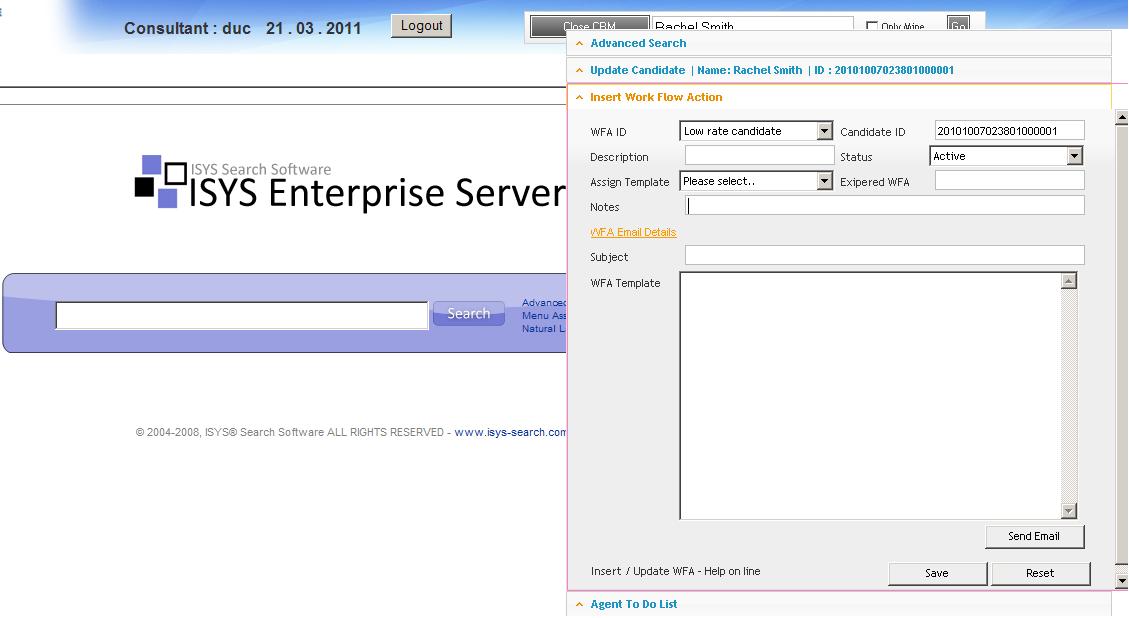 Consultant : duc 21 . 03 . 2011 Logout Close CRM Rachel Smith Only Mine Go
Advanced Search
Update Candidate | Name: Rachel Smith | ID : 20101007023801000001
Insert Work Flow Action
WFA ID Low rate candidate Candidate ID 20101007023801000001
Description Status Active
Assign Template Please select.. Exipered WFA
Notes
WFA Email Details
Subject
WFA Template
ISYS Search Software
ISYS Enterprise Server
Search
Advanced
Menu Ass
Natural L
© 2004-2008, ISYS® Search Software ALL RIGHTS RESERVED - www.isys-search.com
Send Email
Insert / Update WFA - Help on line Save Reset
Agent To Do List